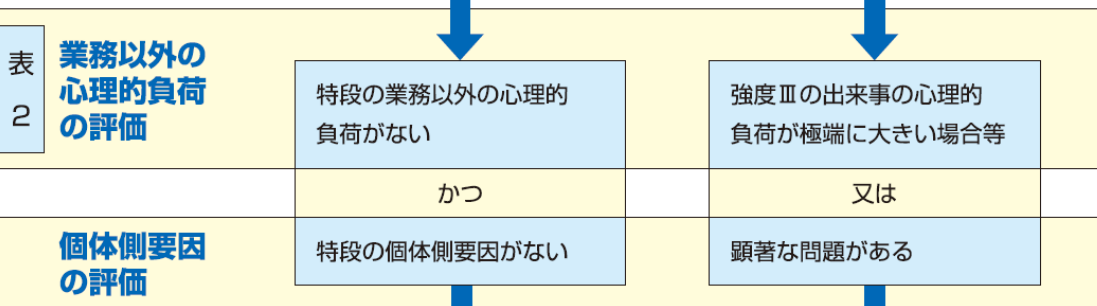 表2
業務以外の
心理的負荷
の評価
特段の業務以外の心理的
負荷がない
強度Ⅲの出来事の心理的
負荷が極端に大きい場合等
かつ
又は
個体側要因
の評価
特段の個体側要因がない
顕著な問題がある